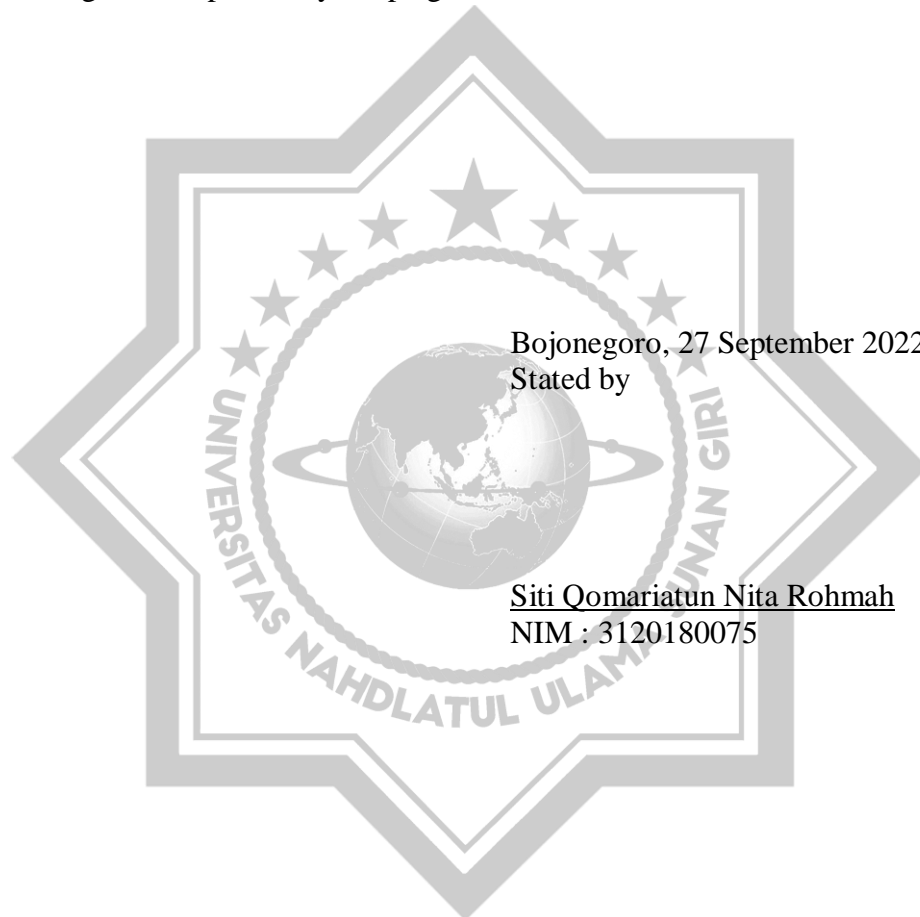 Bojonegoro, 27 September 2022
Stated by
Siti Qomariatun Nita Rohmah
NIM : 3120180075
UNIVERSITAS NAHDLATUL ULAMA SUNAN GIRI